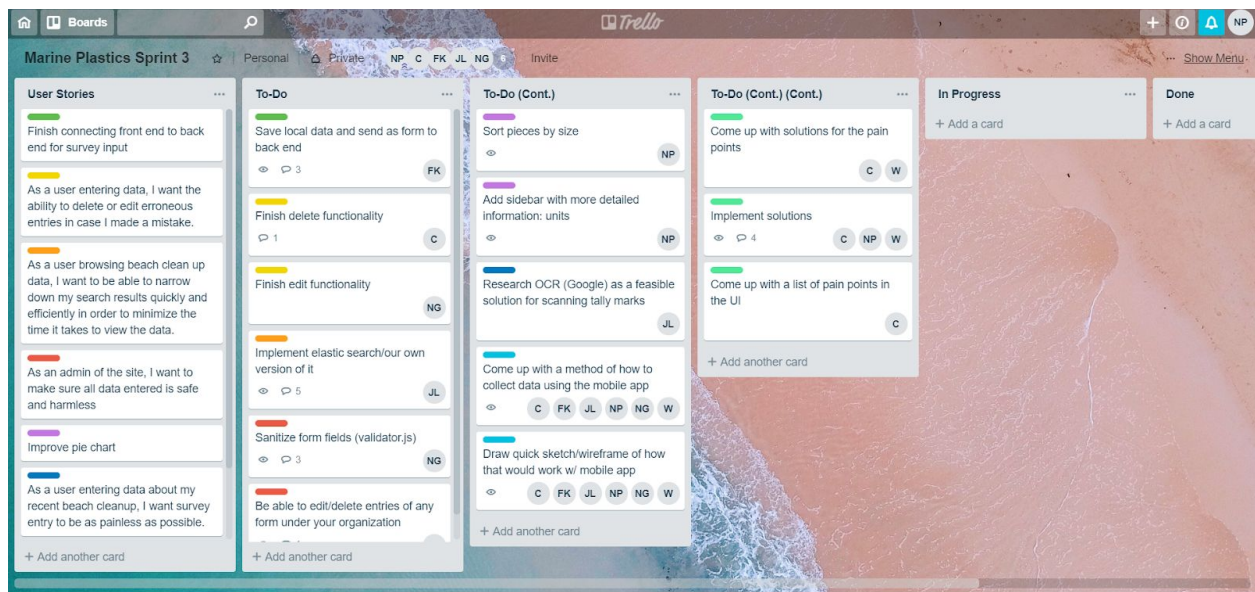 Boards
Trello
NP
Marine Plastics Sprint 3
Personal
Private
NP C FK JL NG
Invite
... Show Menu
User Stories
Finish connecting front end to back
end for survey input
As a user entering data, I want the
ability to delete or edit erroneous
entries in case I made a mistake.
As a user browsing beach clean up
data, I want to be able to narrow
down my search results quickly and
efficiently in order to minimize the
time it takes to view the data.
As an admin of the site, I want to
make sure all data entered is safe
and harmless
Improve pie chart
As a user entering data about my
recent beach cleanup, I want survey
entry to be as painless as possible.
+ Add another card
To-Do
Save local data and send as form to
back end
3
FK
Finish delete functionality
1
C
Finish edit functionality
NG
Implement elastic search/our own
version of it
5
JL
Sanitize form fields (validator.js)
3
NG
Be able to edit/delete entries of any
form under your organization
+ Add another card
To-Do (Cont.)
Sort pieces by size
NP
Add sidebar with more detailed
information: units
NP
Research OCR (Google) as a feasible
solution for scanning tally marks
JL
Come up with a method of how to
collect data using the mobile app
C FK JL NP NG W
Draw quick sketch/wireframe of how
that would work w/ mobile app
C FK JL NP NG W
+ Add another card
To-Do (Cont.) (Cont.)
Come up with solutions for the pain
points
C W
Implement solutions
4
C NP W
Come up with a list of pain points in
the UI
C
+ Add another card
In Progress
+ Add a card
Done
+ Add a card